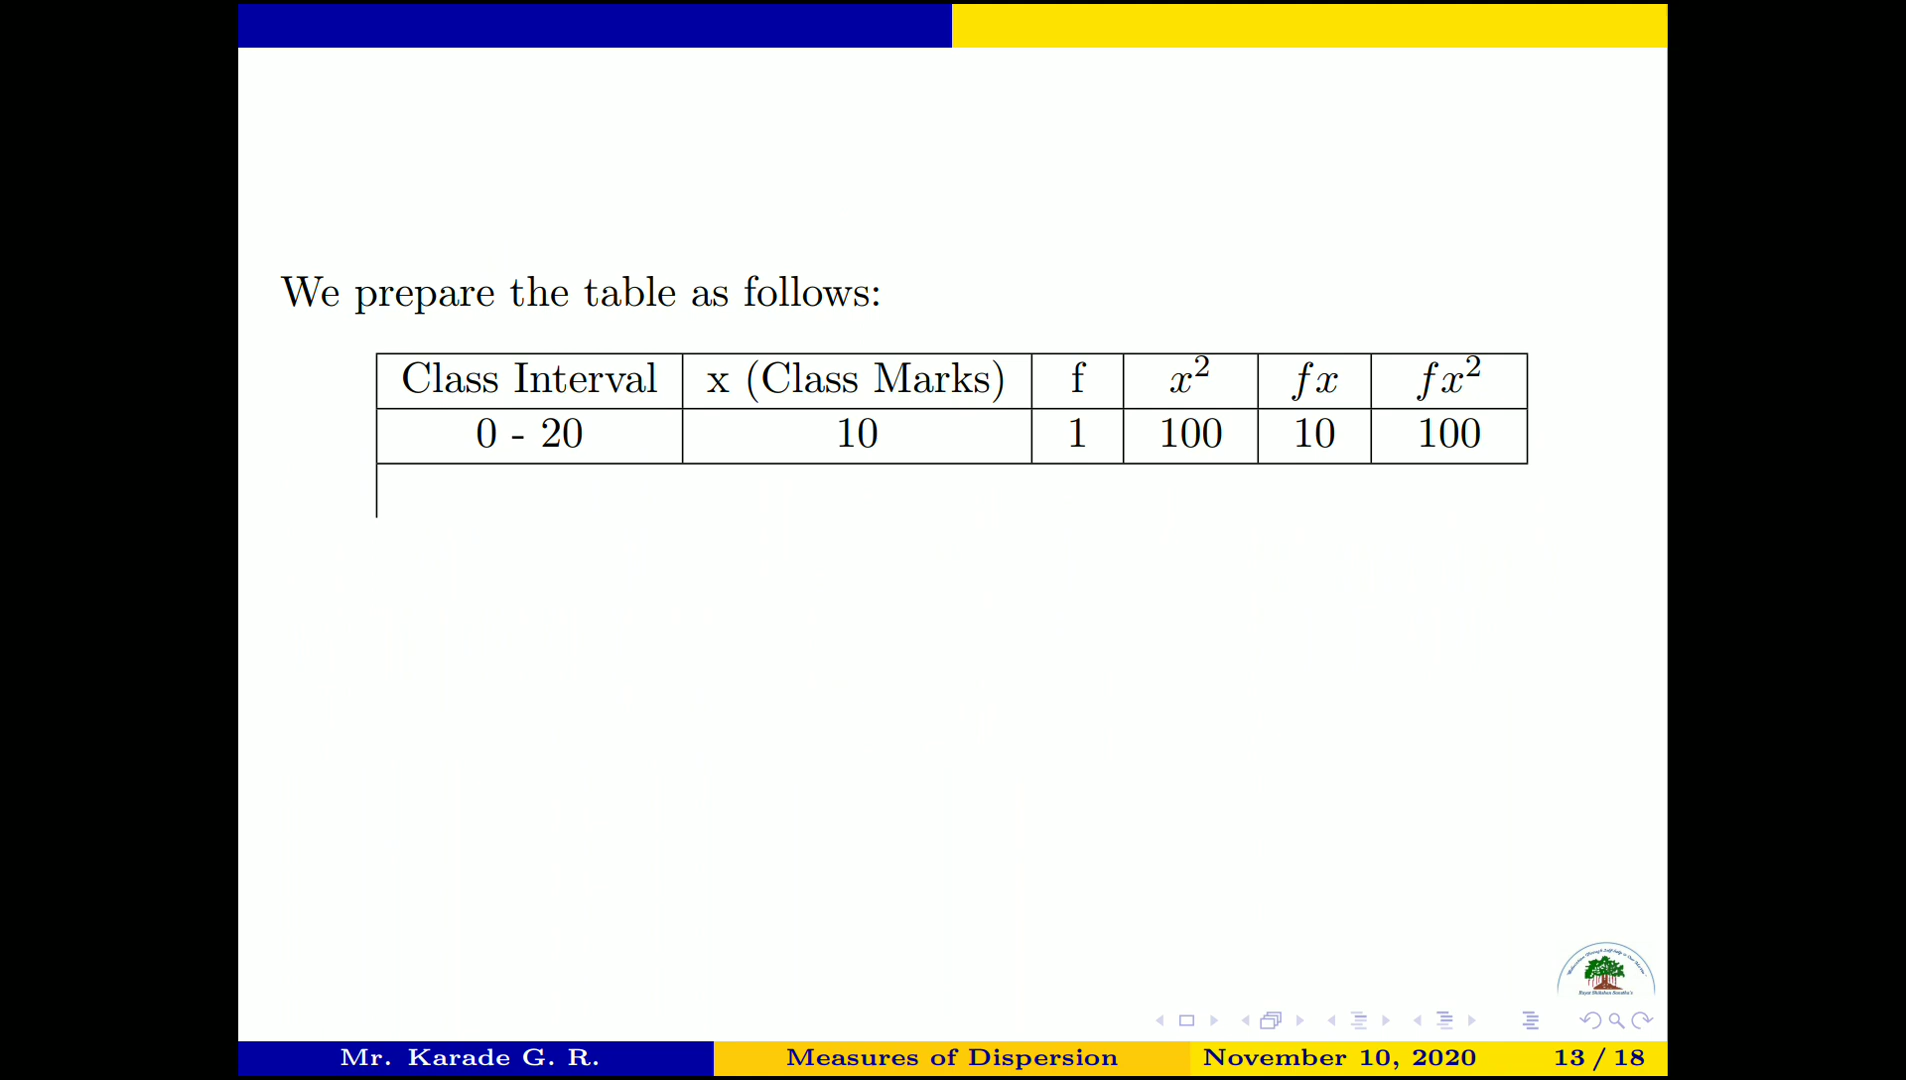 We prepare the table as follows:
Class Interval x (Class Marks) f x² fx fx²
0 - 20 10 1 100 10 100
Mr. Karade G. R. Measures of Dispersion November 10, 2020 13 / 18